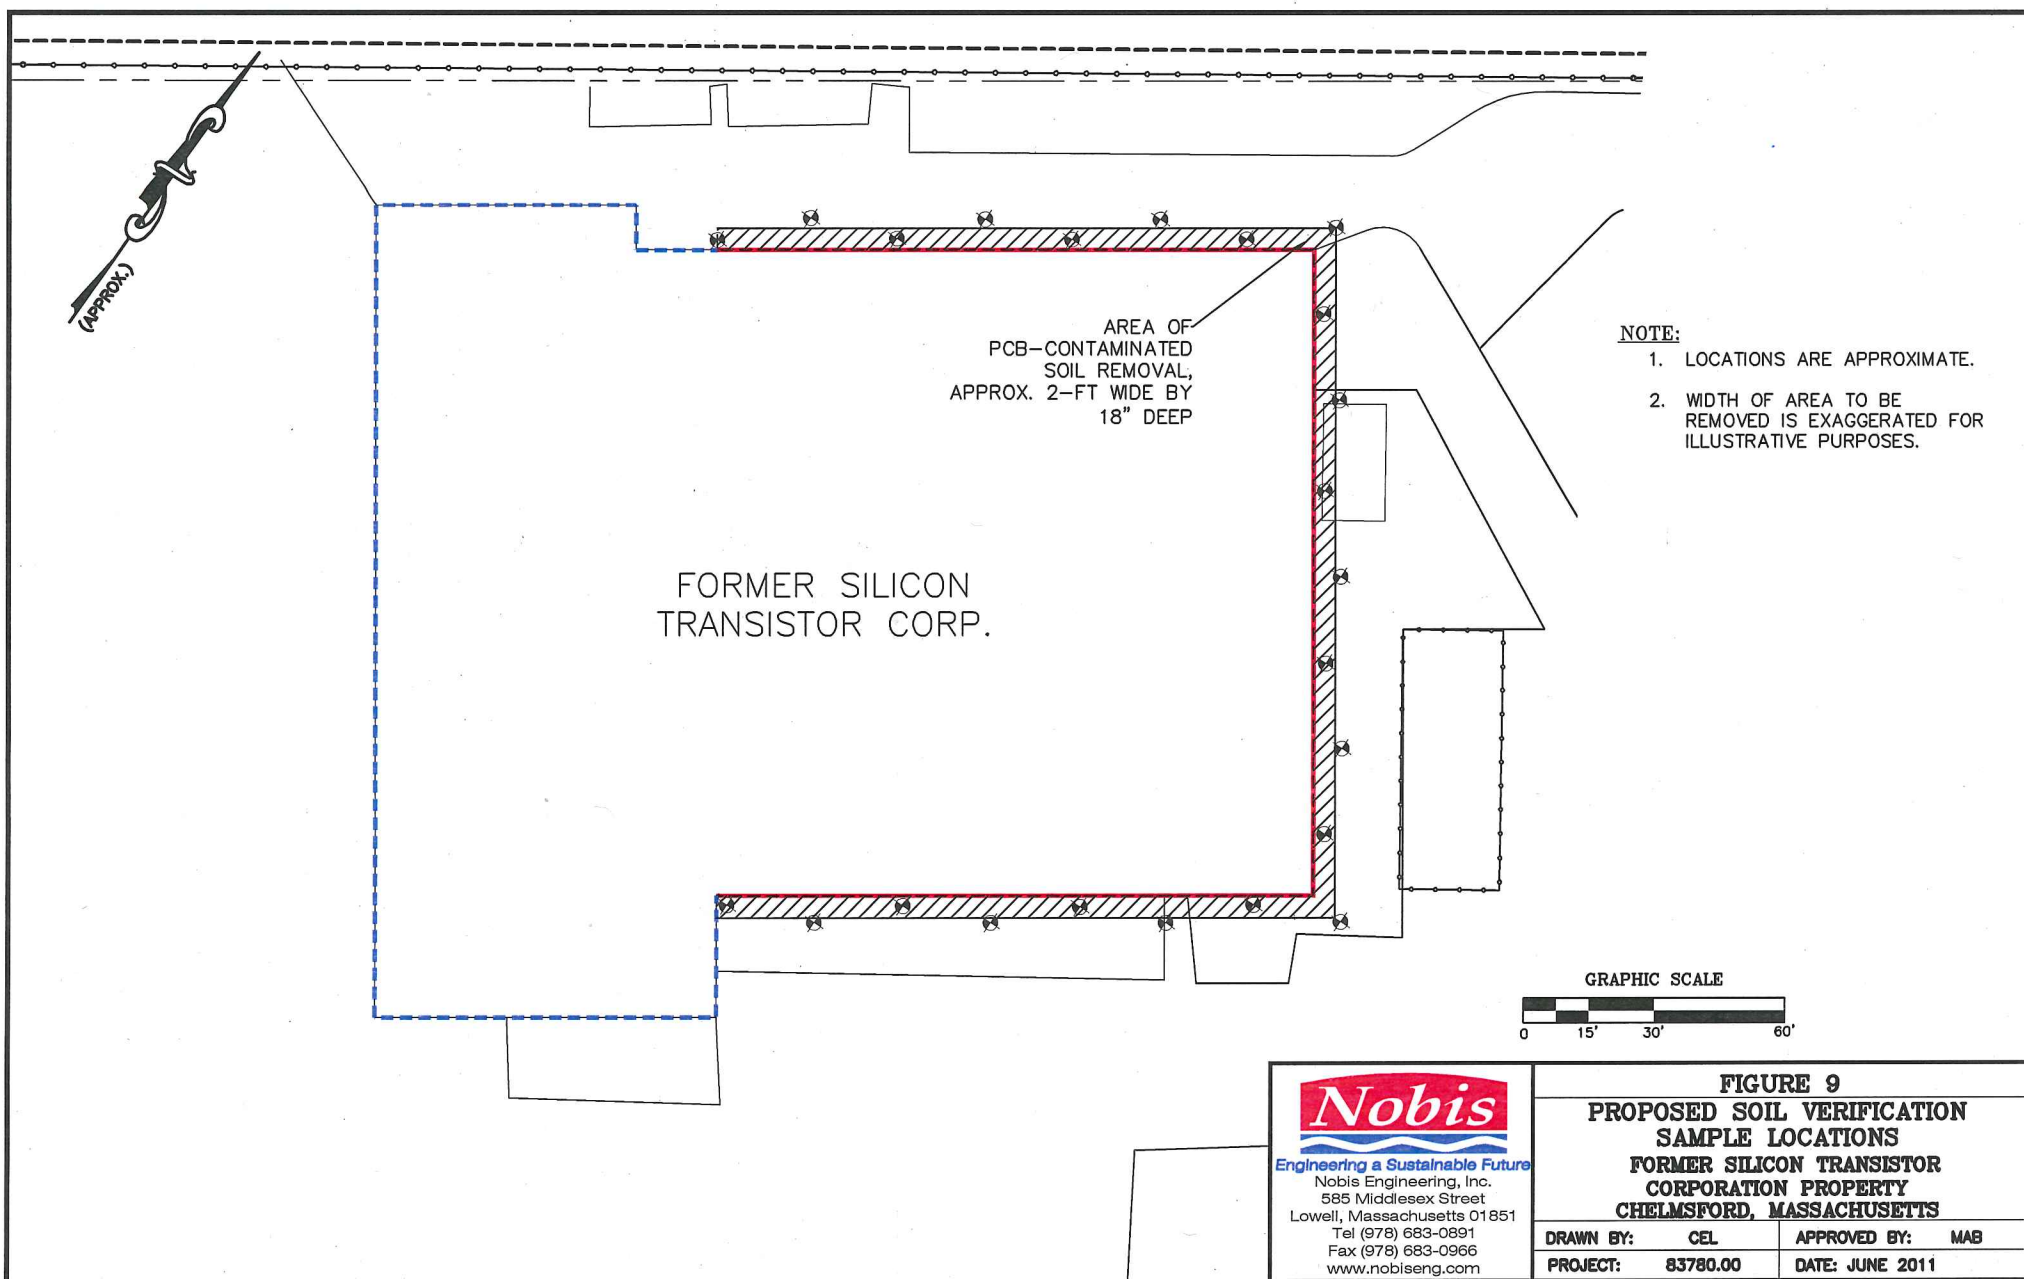 (APPROX.)
AREA OF
PCB-CONTAMINATED
SOIL REMOVAL,
APPROX. 2-FT WIDE BY
18" DEEP
NOTE:
1. LOCATIONS ARE APPROXIMATE.
2. WIDTH OF AREA TO BE
REMOVED IS EXAGGERATED FOR
ILLUSTRATIVE PURPOSES.
FORMER SILICON
TRANSISTOR CORP.
GRAPHIC SCALE
0 15' 30' 60'
Nobis
Engineering a Sustainable Future
Nobis Engineering, Inc.
585 Middlesex Street
Lowell, Massachusetts 01851
Tel (978) 683-0891
Fax (978) 683-0966
www.nobiseng.com
FIGURE 9
PROPOSED SOIL VERIFICATION
SAMPLE LOCATIONS
FORMER SILICON TRANSISTOR
CORPORATION PROPERTY
CHELMSFORD, MASSACHUSETTS
DRAWN BY: CEL APPROVED BY: MAB
PROJECT: 83780.00 DATE: JUNE 2011